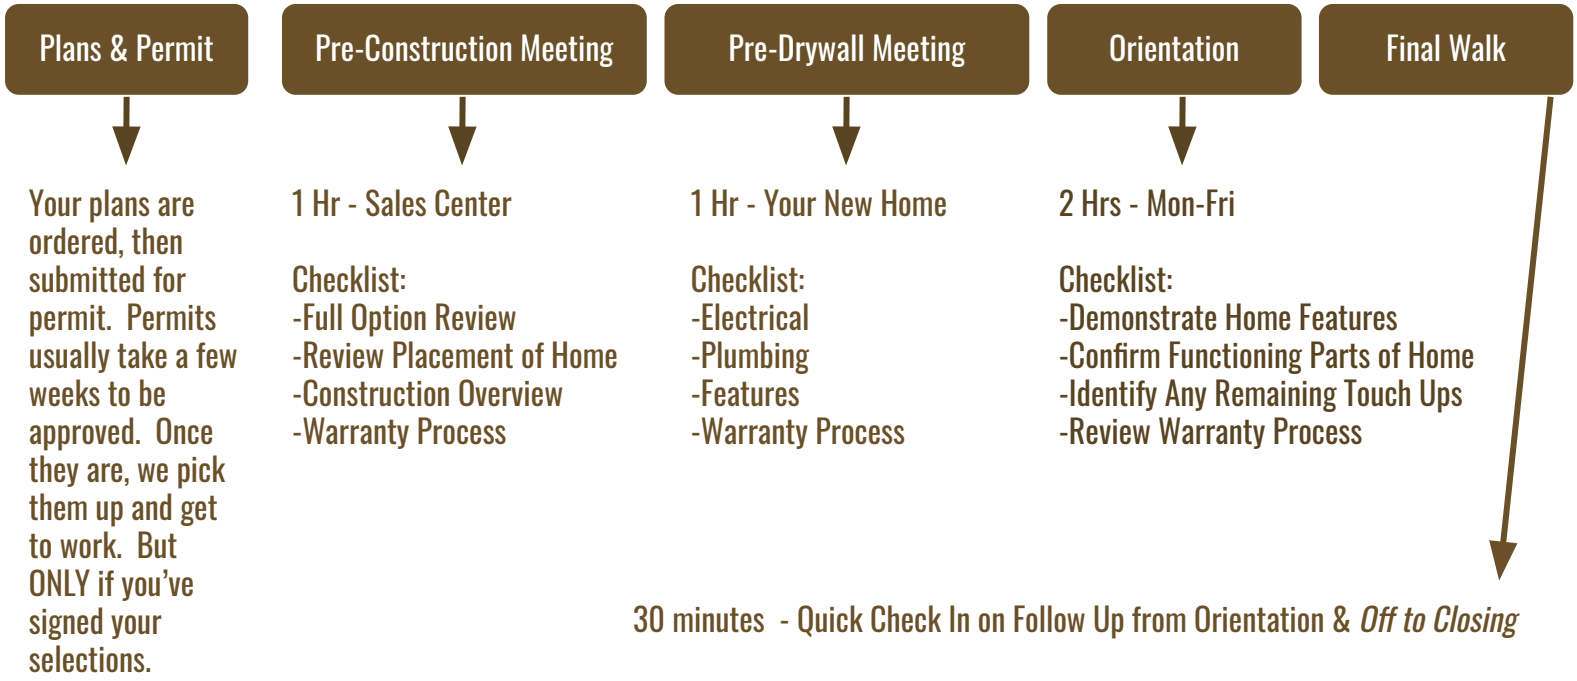 Plans & Permit
Pre-Construction Meeting
Pre-Drywall Meeting
Orientation
Final Walk
Your plans are
ordered, then
submitted for
permit.  Permits
usually take a few
weeks to be
approved.  Once
they are, we pick
them up and get
to work.  But
ONLY if you’ve
signed your
selections.
1 Hr - Sales Center
Checklist:
-Full Option Review
-Review Placement of Home
-Construction Overview
-Warranty Process
1 Hr - Your New Home
Checklist:
-Electrical
-Plumbing
-Features
-Warranty Process
2 Hrs - Mon-Fri
Checklist:
-Demonstrate Home Features
-Confirm Functioning Parts of Home
-Identify Any Remaining Touch Ups
-Review Warranty Process
30 minutes  - Quick Check In on Follow Up from Orientation & Off to Closing